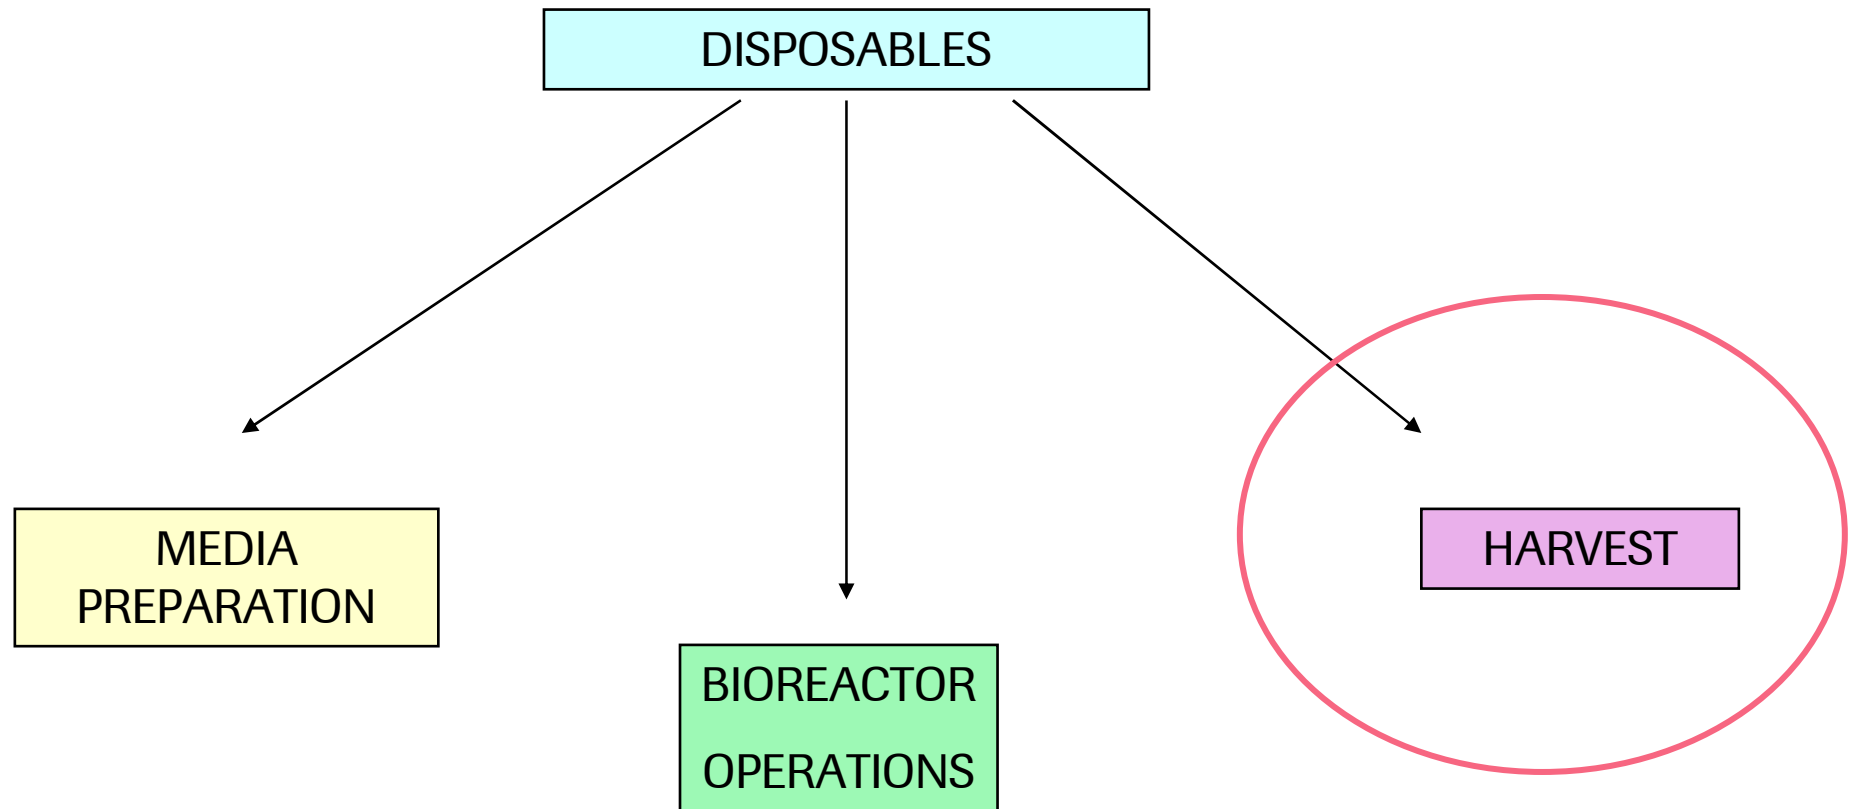 DISPOSABLES
MEDIA
PREPARATION
HARVEST
BIOREACTOR
OPERATIONS